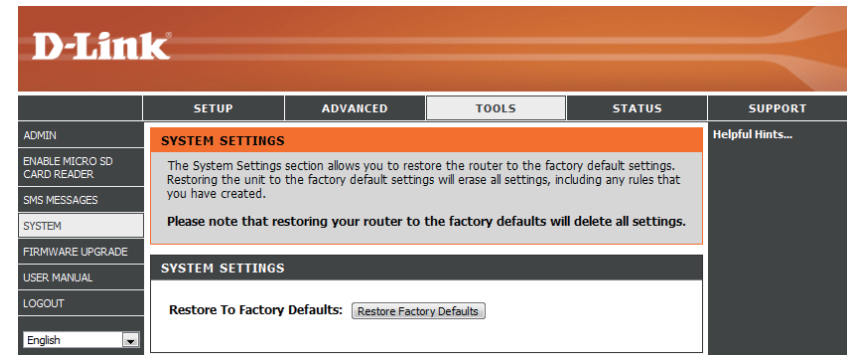 D-Link
SETUP
ADVANCED
TOOLS
STATUS
SUPPORT
ADMIN
ENABLE MICRO SD
CARD READER
SMS MESSAGES
SYSTEM
FIRMWARE UPGRADE
USER MANUAL
LOGOUT
English
SYSTEM SETTINGS
The System Settings section allows you to restore the router to the factory default settings.
Restoring the unit to the factory default settings will erase all settings, including any rules that
you have created.
Please note that restoring your router to the factory defaults will delete all settings.
SYSTEM SETTINGS
Restore To Factory Defaults: Restore Factory Defaults
Helpful Hints...